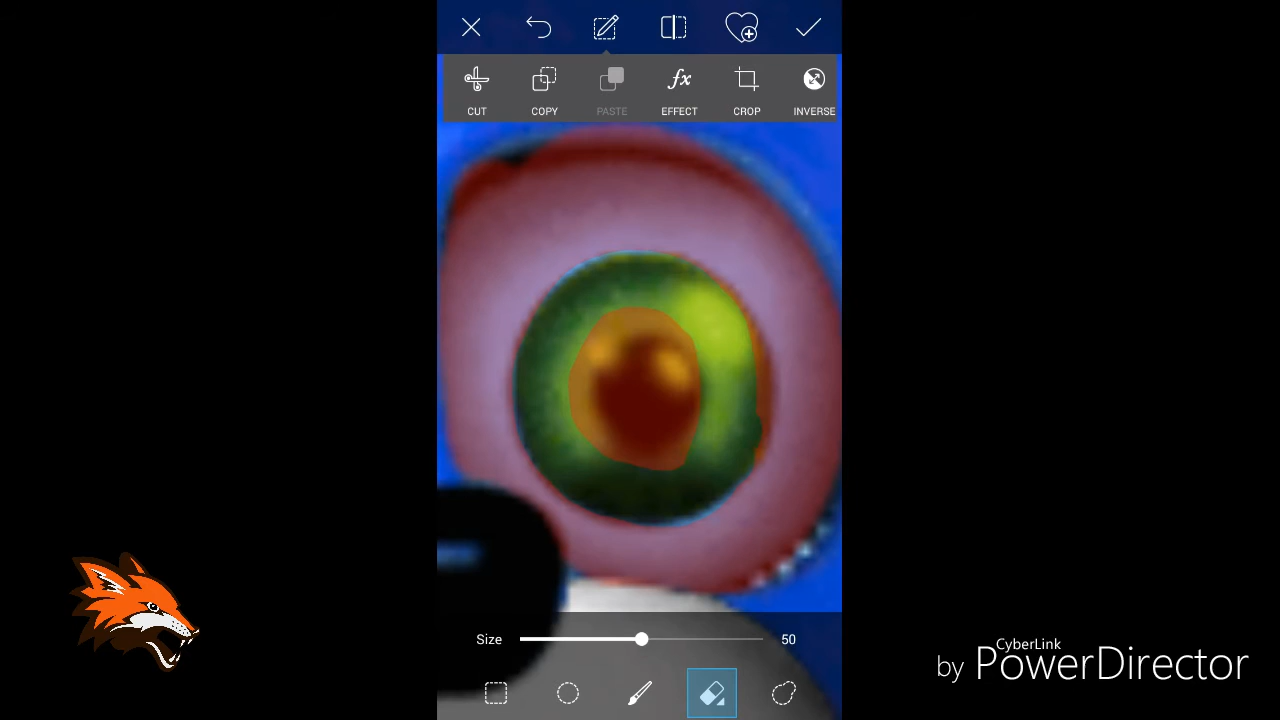 CUT COPY PASTE EFFECT CROP INVERSE
Size 50
CyberLink
by PowerDirector